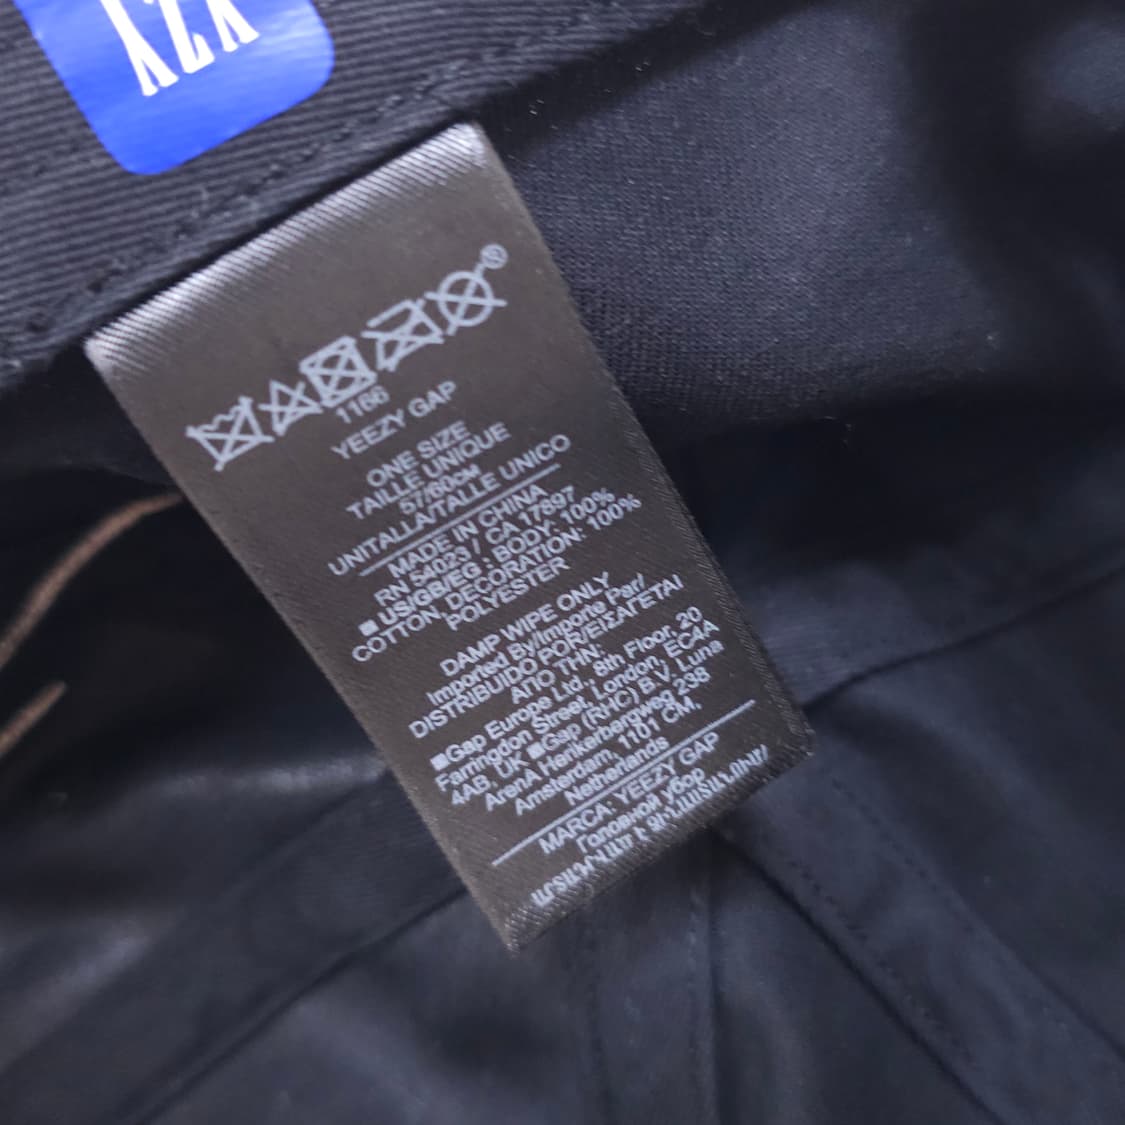 YZY
1166
YEEZY GAP
ONE SIZE
TAILLE UNIQUE
57/60CM
UNITALLA/TALLE UNICO
MADE IN CHINA
RN 54023 / CA 17897
US/GB/EG : BODY: 100%
COTTON, DECORATION: 100%
POLYESTER
DAMP WIPE ONLY
Imported By/Importe Par/
DISTRIBUIDO POR/ΕΙΣΑΓΕΤΑΙ
ΑΠΟ ΤΗΝ:
Gap Europe Ltd., 8th Floor, 20
Farringdon Street, London, EC4A
4AB, UK Gap (RHC) B.V., Luna
ArenA Herikerbergweg 238
Amsterdam, 1101 CM,
Netherlands
MARCA: YEEZY GAP
Головной убор